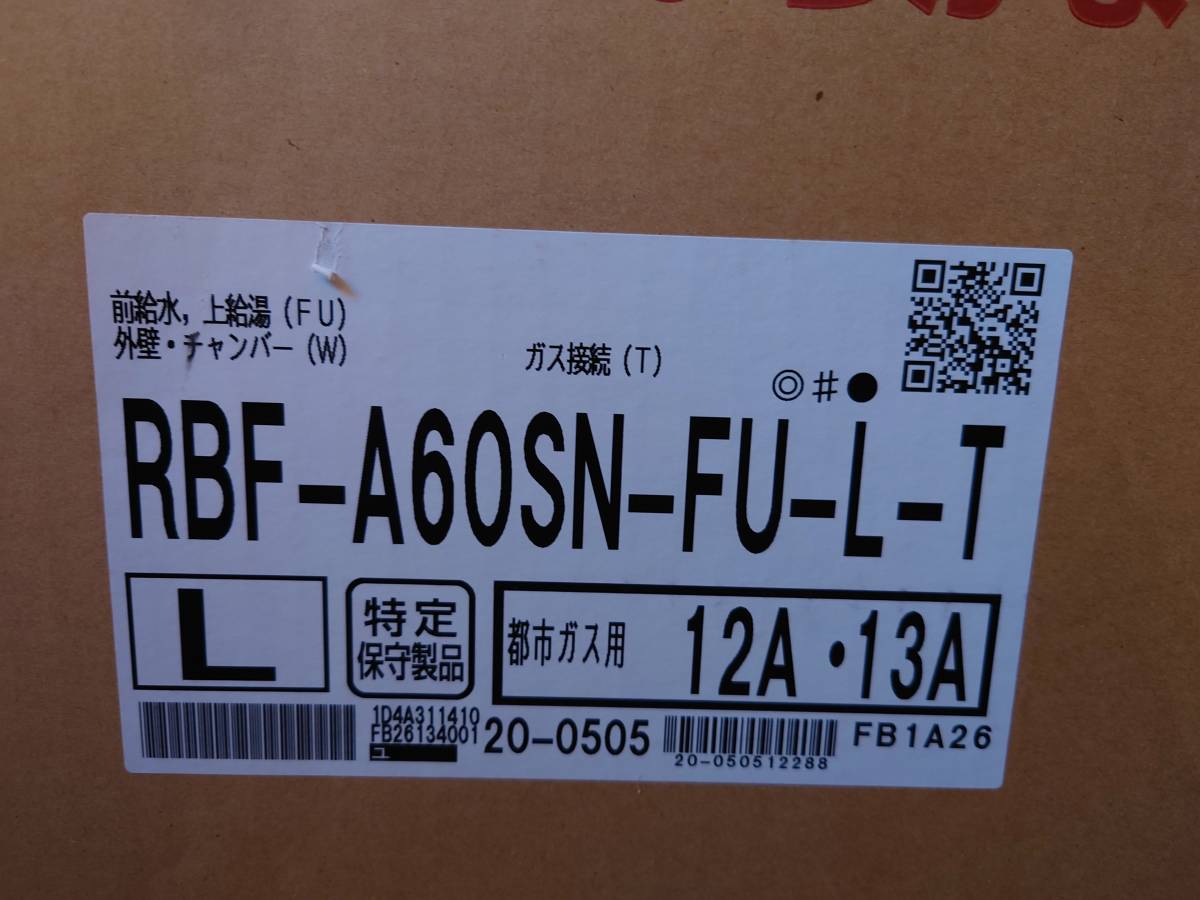 前給水，上給湯（FU）
外壁・チャンバー（W）
ガス接続（T）
◎#●
RBF-A60SN-FU-L-T
L
特定
保守製品
都市ガス用 12A・13A
1D4A311410
FB26134001
20-0505
20-050512288
FB1A26